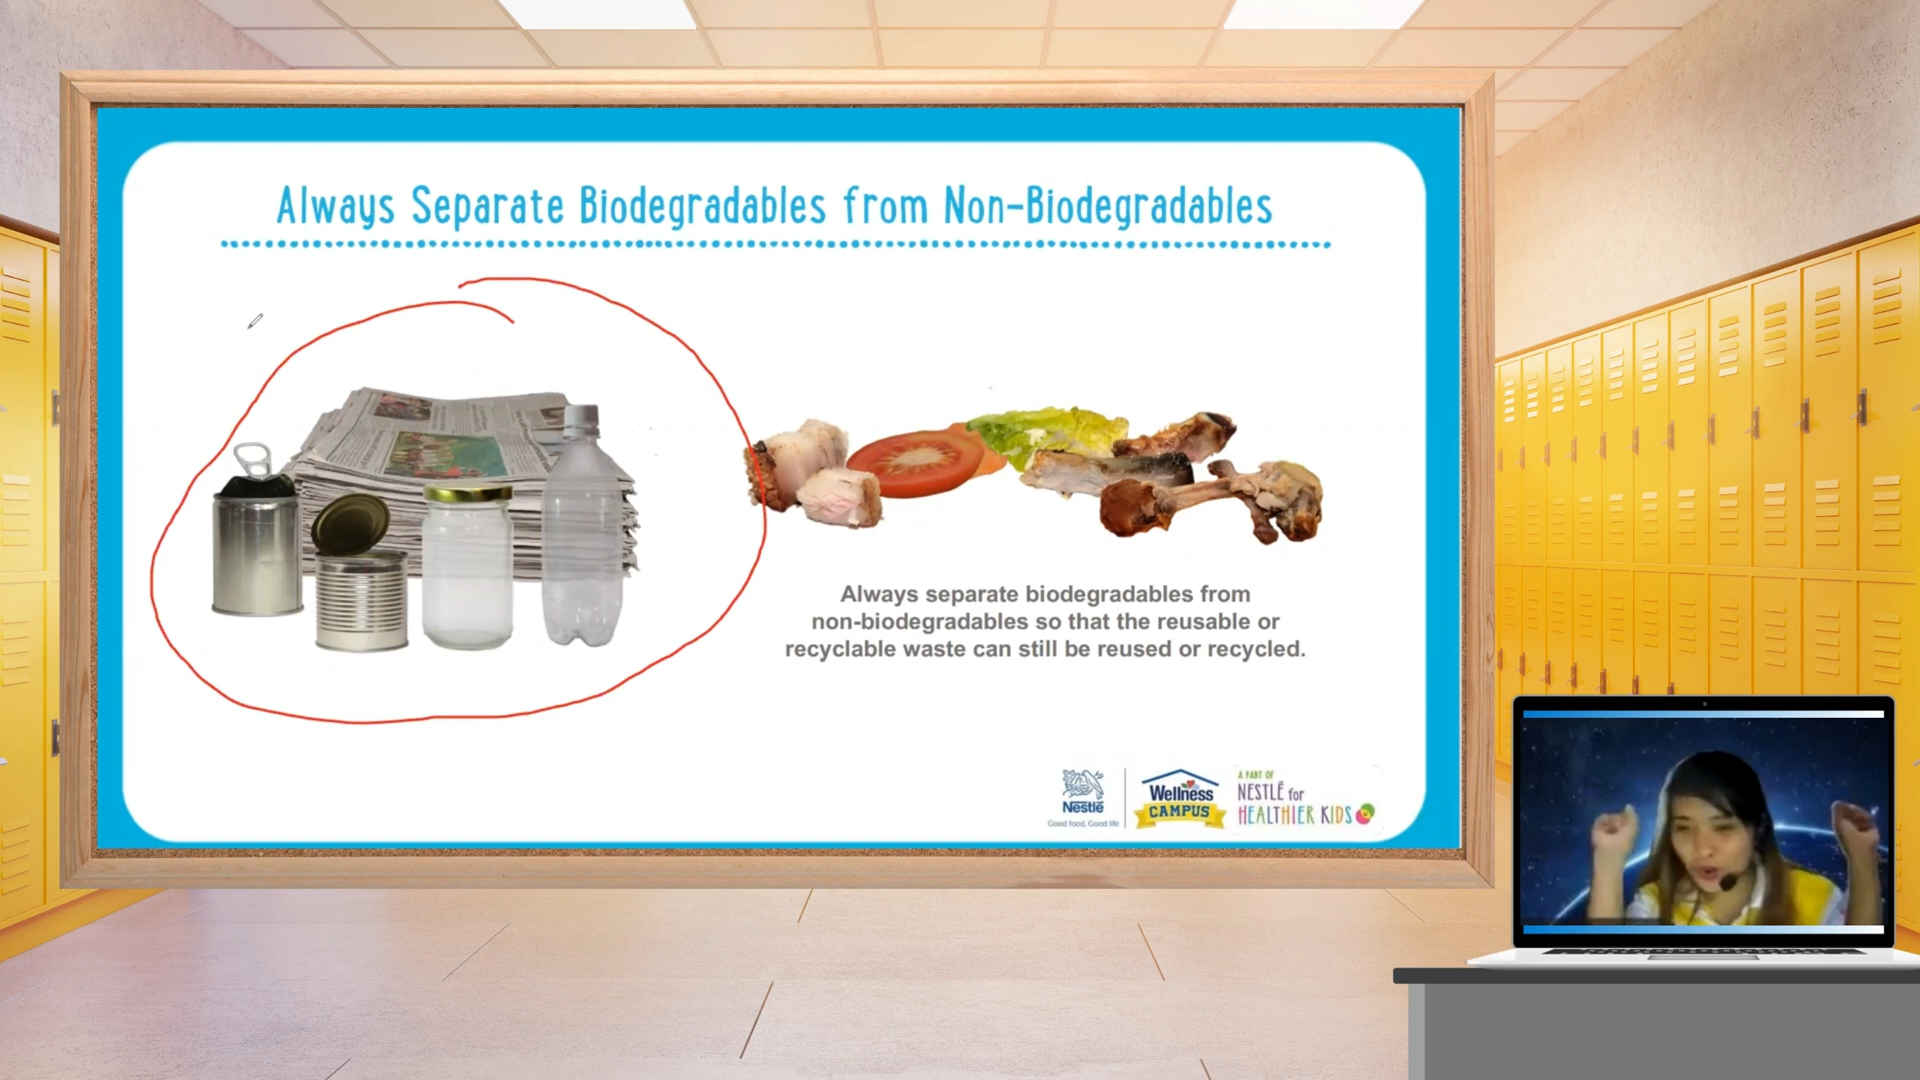 Always Separate Biodegradables from Non-Biodegradables
Always separate biodegradables from
non-biodegradables so that the reusable or
recyclable waste can still be reused or recycled.
Nestlé
Good food, Good life
Wellness
CAMPUS
A PART OF
NESTLÉ for
HEALTHIER KIDS